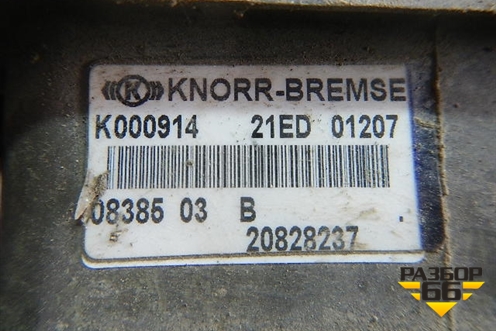 KNORR-BREMSE
K000914 21ED 01207
08385 03 B
20828237
РАЗБОР
66